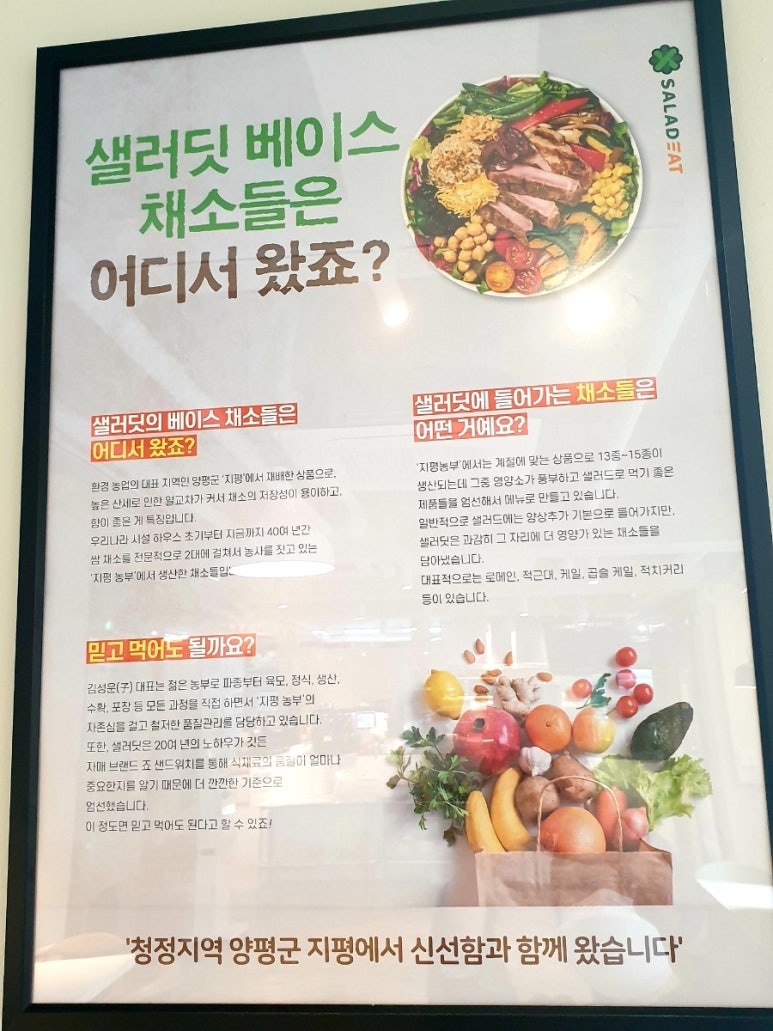 SALADEAT
샐러딧 베이스
채소들은
어디서 왔죠?
샐러딧의 베이스 채소들은
어디서 왔죠?
환경 농업의 대표 지역인 양평군 '지평'에서 재배한 상품으로,
높은 산세로 인한 일교차가 커서 채소의 저장성이 용이하고,
향이 좋은 게 특징입니다.
우리나라 시설 하우스 초기부터 지금까지 40여 년간
쌈 채소를 전문적으로 2대에 걸쳐서 농사를 짓고 있는
'지평 농부'에서 생산한 채소들입
샐러딧에 들어가는 채소들은
어떤 거예요?
'지평농부'에서는 계절에 맞는 상품으로 13종~15종이
생산되는데 그중 영양소가 풍부하고 샐러드로 먹기 좋은
제품들을 엄선해서 메뉴로 만들고 있습니다.
일반적으로 샐러드에는 양상추가 기본으로 들어가지만,
샐러딧은 과감히 그 자리에 더 영양가 있는 채소들을
담아냈습니다.
대표적으로는 로메인, 적근대, 케일, 곱슬 케일, 적치커리
등이 있습니다.
믿고 먹어도 될까요?
김성운(子) 대표는 젊은 농부로 파종부터 육모, 정식, 생산,
수확, 포장 등 모든 과정을 직접 하면서 '지평 농부'의
자존심을 걸고 철저한 품질관리를 담당하고 있습니다.
또한, 샐러딧은 20여 년의 노하우가 깃든
자매 브랜드 죠 샌드위치를 통해 식재료의 품질이 얼마나
중요한지를 알기 때문에 더 깐깐한 기준으로
엄선했습니다.
이 정도면 믿고 먹어도 된다고 할 수 있죠!
'청정지역 양평군 지평에서 신선함과 함께 왔습니다'